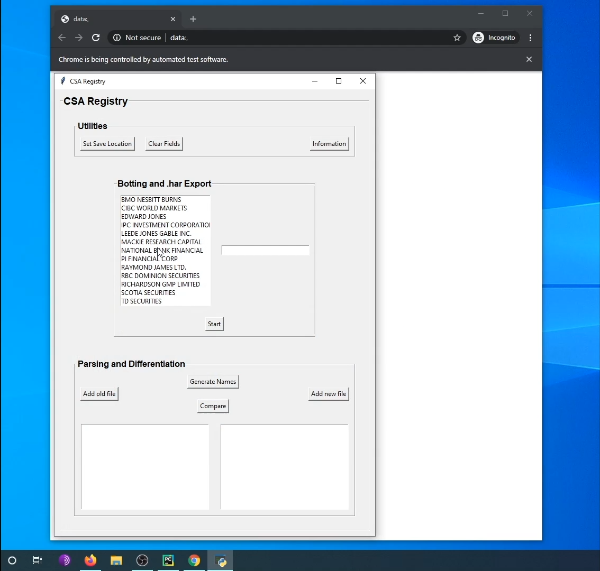 data:,
Not secure | data:,
Incognito
Chrome is being controlled by automated test software.
CSA Registry
CSA Registry
Utilities
Set Save Location
Clear Fields
Information
Botting and .har Export
BMO NESBITT BURNS
CIBC WORLD MARKETS
EDWARD JONES
IPC INVESTMENT CORPORATIO
LEEDE JONES GABLE INC.
MACKIE RESEARCH CAPITAL
NATIONAL BANK FINANCIAL
PI FINANCIAL CORP
RAYMOND JAMES LTD.
RBC DOMINION SECURITIES
RICHARDSON GMP LIMITED
SCOTIA SECURITIES
TD SECURITIES
Start
Parsing and Differentiation
Generate Names
Add old file
Add new file
Compare